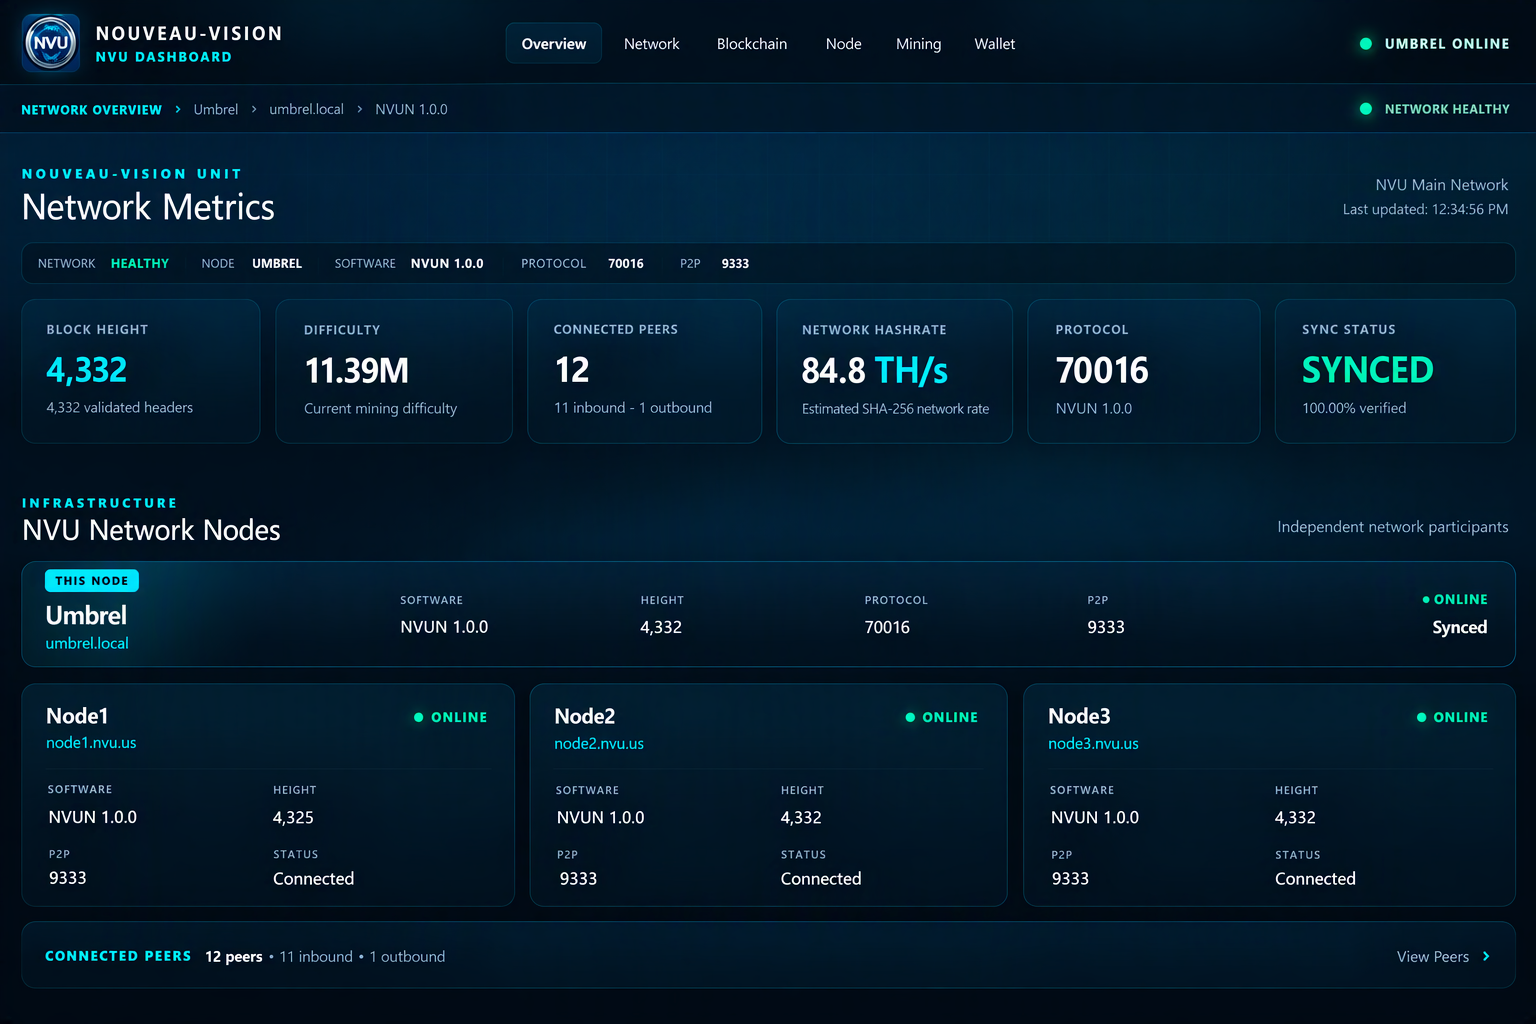 NVU
NOUVEAU-VISION
NVU DASHBOARD
Overview Network Blockchain Node Mining Wallet
UMBREL ONLINE
NETWORK OVERVIEW > Umbrel > umbrel.local > NVUN 1.0.0
NETWORK HEALTHY
NOUVEAU-VISION UNIT
Network Metrics
NVU Main Network
Last updated: 12:34:56 PM
NETWORK HEALTHY NODE UMBREL SOFTWARE NVUN 1.0.0 PROTOCOL 70016 P2P 9333
BLOCK HEIGHT
4,332
4,332 validated headers
DIFFICULTY
11.39M
Current mining difficulty
CONNECTED PEERS
12
11 inbound - 1 outbound
NETWORK HASHRATE
84.8 TH/s
Estimated SHA-256 network rate
PROTOCOL
70016
NVUN 1.0.0
SYNC STATUS
SYNCED
100.00% verified
INFRASTRUCTURE
NVU Network Nodes
Independent network participants
THIS NODE
Umbrel
umbrel.local
SOFTWARE
NVUN 1.0.0
HEIGHT
4,332
PROTOCOL
70016
P2P
9333
ONLINE
Synced
Node1
ONLINE
node1.nvu.us
SOFTWARE HEIGHT
NVUN 1.0.0 4,325
P2P STATUS
9333 Connected
Node2
ONLINE
node2.nvu.us
SOFTWARE HEIGHT
NVUN 1.0.0 4,332
P2P STATUS
9333 Connected
Node3
ONLINE
node3.nvu.us
SOFTWARE HEIGHT
NVUN 1.0.0 4,332
P2P STATUS
9333 Connected
CONNECTED PEERS 12 peers • 11 inbound • 1 outbound
View Peers >